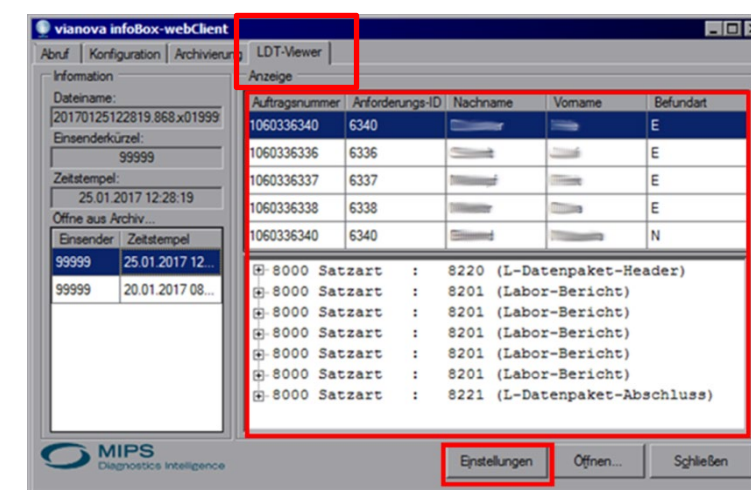 vianova infoBox-webClient
Abruf Konfiguration Archivierung LDT-Viewer
Information
Dateiname:
20170125122819.868.x01999
Einsenderkürzel:
99999
Zeitstempel:
25.01.2017 12:28:19
Öffne aus Archiv...
Einsender Zeitstempel
99999 25.01.2017 12...
99999 20.01.2017 08...
Anzeige
Auftragsnummer Anforderungs-ID Nachname Vorname Befundart
1060336340 6340 E
1060336336 6336 E
1060336337 6337 E
1060336338 6338 E
1060336340 6340 N
8000 Satzart : 8220 (L-Datenpaket-Header)
8000 Satzart : 8201 (Labor-Bericht)
8000 Satzart : 8201 (Labor-Bericht)
8000 Satzart : 8201 (Labor-Bericht)
8000 Satzart : 8201 (Labor-Bericht)
8000 Satzart : 8201 (Labor-Bericht)
8000 Satzart : 8221 (L-Datenpaket-Abschluss)
MIPS
Diagnostics Intelligence
Einstellungen Öffnen... Schließen